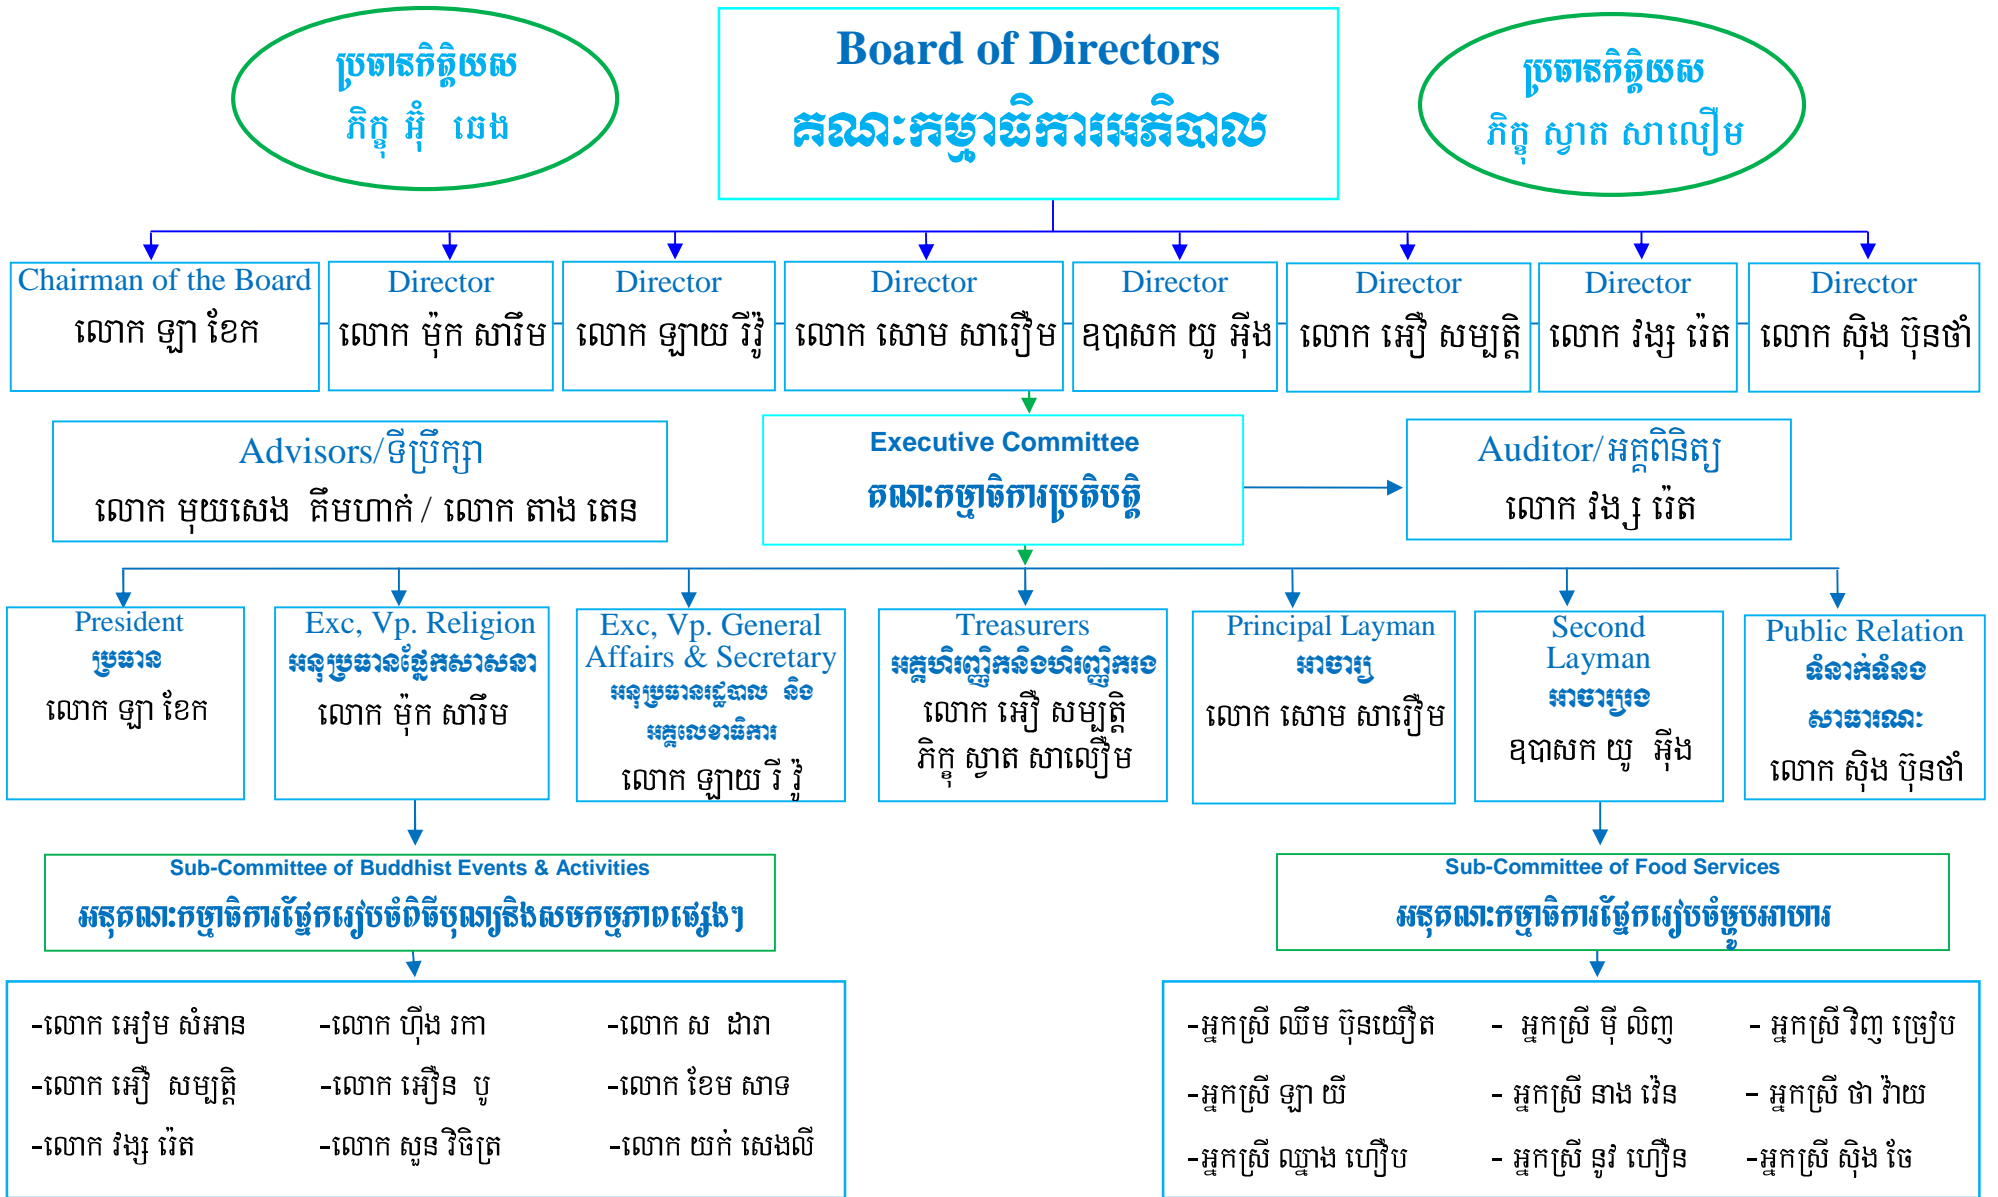 ប្រធានកិត្តិយស
ភិក្ខុ អ៊ុំ ឆេង
Board of Directors
គណៈកម្មាធិការអភិបាល
ប្រធានកិត្តិយស
ភិក្ខុ ស្វាត សាលឿម
Chairman of the Board
លោក ឡា ខែក
Director
លោក ម៉ុក សារឹម
Director
លោក ឡាយ រីវ៉ូ
Director
លោក សោម សារឿម
Director
ឧបាសក យូ អ៊ីង
Director
លោក អឿ សម្បត្តិ
Director
លោក វង្ស រ៉េត
Director
លោក ស៊ិង ប៊ុនថាំ
Advisors/ទីប្រឹក្សា
លោក មុយសេង គឹមហាក់ / លោក តាង តេន
Executive Committee
គណៈកម្មាធិការប្រតិបត្តិ
Auditor/អគ្គពិនិត្យ
លោក វង្ស រ៉េត
President
ប្រធាន
លោក ឡា ខែក
Exc, Vp. Religion
អនុប្រធានផ្នែកសាសនា
លោក ម៉ុក សារឹម
Exc, Vp. General
Affairs & Secretary
អនុប្រធានរដ្ឋបាល និង
អគ្គលេខាធិការ
លោក ឡាយ រី វ៉ូ
Treasurers
អគ្គហិរញ្ញិកនិងហិរញ្ញិករង
លោក អឿ សម្បត្តិ
ភិក្ខុ ស្វាត សាលឿម
Principal Layman
អាចារ្យ
លោក សោម សារឿម
Second
Layman
អាចារ្យរង
ឧបាសក យូ អ៊ីង
Public Relation
ទំនាក់ទំនង
សាធារណៈ
លោក ស៊ិង ប៊ុនថាំ
Sub-Committee of Buddhist Events & Activities
អនុគណៈកម្មាធិការផ្នែករៀបចំពិធីបុណ្យនិងសមកម្មភាពផ្សេងៗ
Sub-Committee of Food Services
អនុគណៈកម្មាធិការផ្នែករៀបចំម្ហូបអាហារ
-លោក អៀម សំអាន -លោក ហ៊ីង រកា -លោក ស ដារា
-លោក អឿ សម្បត្តិ -លោក អឿន បូ -លោក ខែម សាទ
-លោក វង្ស រ៉េត -លោក សួន វិចិត្រ -លោក យក់ សេងលី
-អ្នកស្រី ឈឹម ប៊ុនយឿត - អ្នកស្រី ម៉ី លិញ - អ្នកស្រី វិញ ច្រៀប
-អ្នកស្រី ឡា យី - អ្នកស្រី នាង វ៉េន - អ្នកស្រី ថា វ៉ាយ
-អ្នកស្រី ឈ្នាង ហឿប - អ្នកស្រី នូវ ហឿន -អ្នកស្រី ស៊ិង ចែ